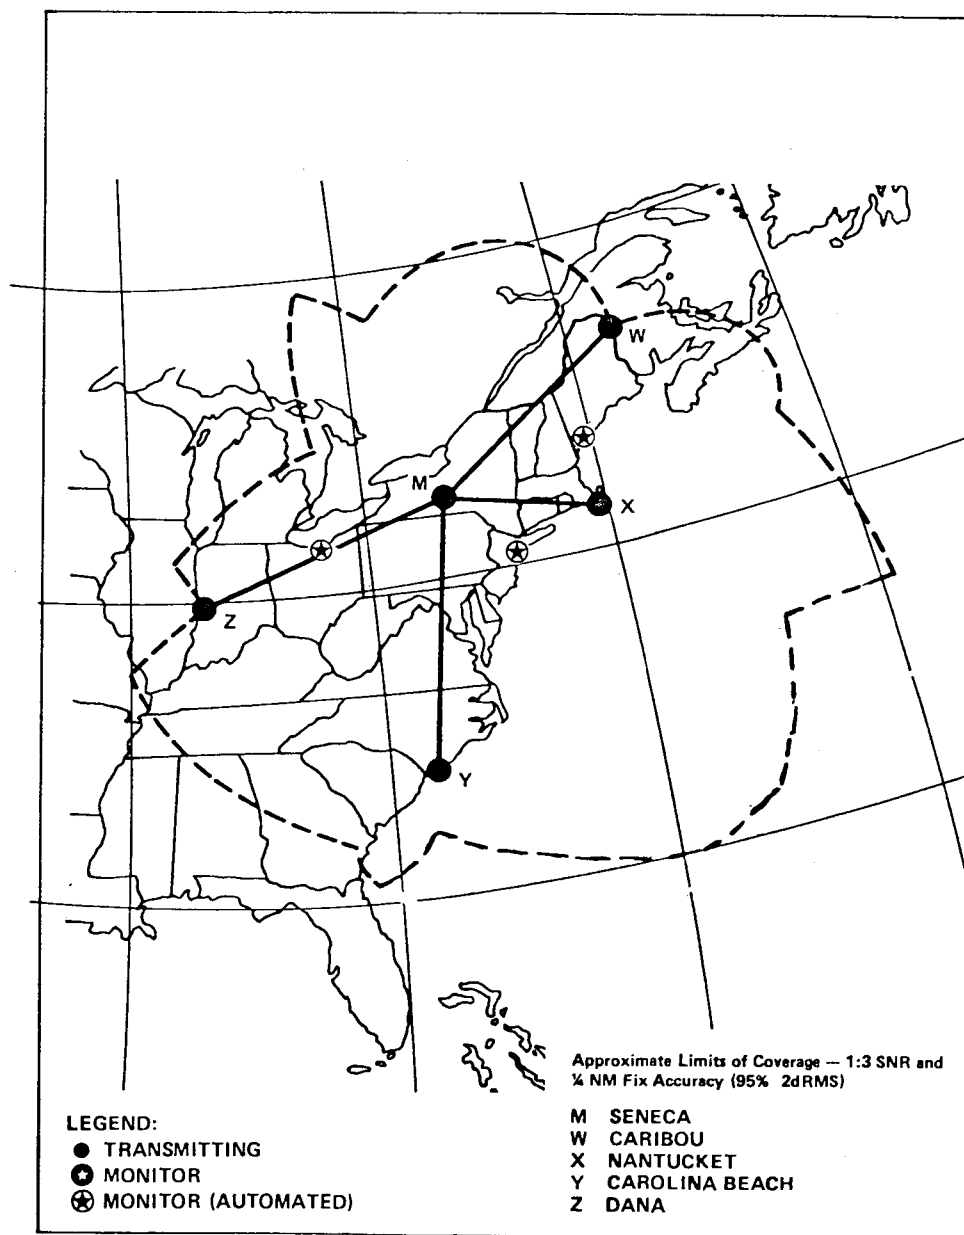 W
M
X
Z
Y
Approximate Limits of Coverage — 1:3 SNR and
¼ NM Fix Accuracy (95% 2dRMS)
LEGEND:
TRANSMITTING
MONITOR
MONITOR (AUTOMATED)
M SENECA
W CARIBOU
X NANTUCKET
Y CAROLINA BEACH
Z DANA